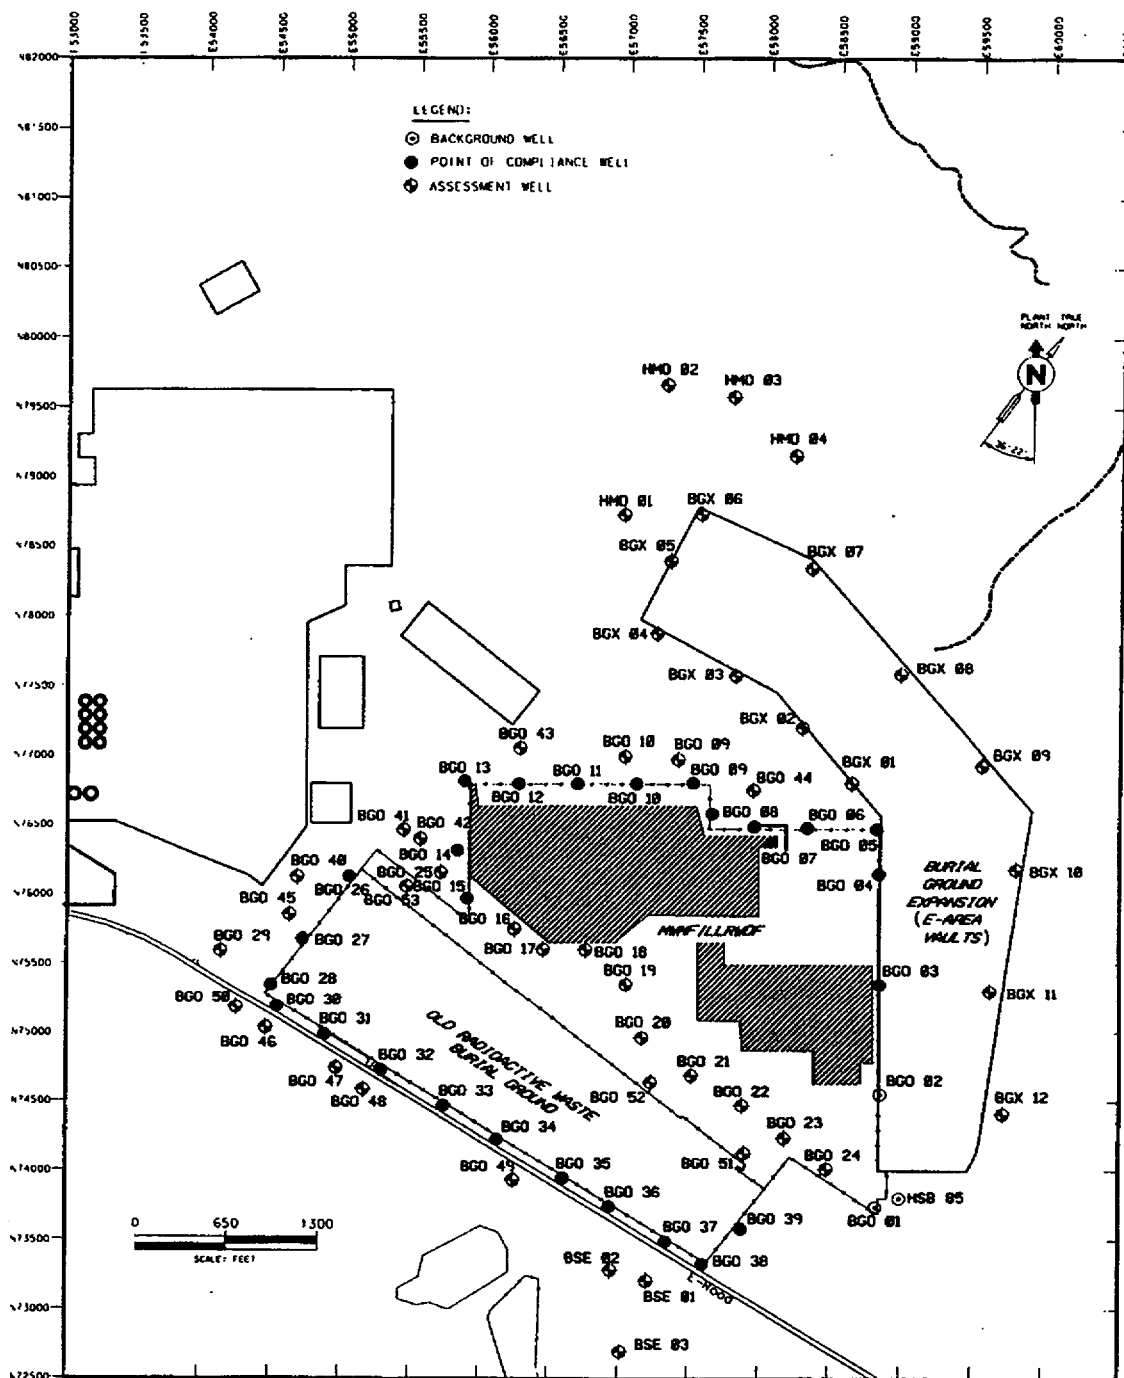 E53000
E53500
E54000
E54500
E55000
E55500
E56000
E56500
E57000
E57500
E58000
E58500
E59000
E59500
E60000
N82000
LEGEND:
BACKGROUND WELL
POINT OF COMPLIANCE WELL
ASSESSMENT WELL
N81500
N81000
N80500
N80000
PLANT TRUE
NORTH NORTH
N
36°22'
N79500
HMD 02
HMD 03
HMD 04
N79000
HMD 01
BGX 06
N78500
BGX 05
BGX 07
N78000
BGX 04
BGX 03
BGX 08
N77500
BGX 02
BGO 43
BGO 10
BGO 09
N77000
BGX 01
BGX 09
BGO 13
BGO 12
BGO 11
BGO 10
BGO 09
BGO 44
N76500
BGO 41
BGO 42
BGO 08
BGO 06
BGO 07
BGO 05
BGO 40
BGO 14
BGO 25
BGO 04
BURIAL
GROUND
EXPANSION
(E-AREA
VAULTS)
BGX 10
N76000
BGO 45
BGO 26
BGO 53
BGO 15
BGO 16
BGO 29
BGO 27
BGO 17
BGO 18
MWMF/LLRWDF
N75500
BGO 28
BGO 19
BGO 03
BGO 50
BGO 30
BGX 11
N75000
BGO 46
BGO 31
BGO 20
OLD RADIOACTIVE WASTE
BURIAL GROUND
BGO 47
BGO 32
BGO 21
BGO 48
BGO 33
BGO 52
BGO 22
BGO 02
N74500
BGO 34
BGO 23
BGX 12
N74000
BGO 49
BGO 35
BGO 51
BGO 24
BGO 36
BGO 01
HSB 85
N73500
0
650
1300
SCALE: FEET
BGO 37
BGO 39
BGO 38
BSE 02
BSE 01
E-ROAD
N73000
BSE 03
N72500